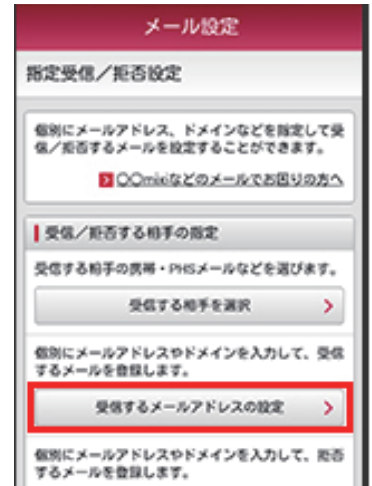 メール設定
指定受信／拒否設定
個別にメールアドレス、ドメインなどを指定して受
信／拒否するメールを設定することができます。
〇〇mixiなどのメールでお困りの方へ
受信／拒否する相手の指定
受信する相手の携帯・PHSメールなどを選びます。
受信する相手を選択
個別にメールアドレスやドメインを入力して、受信
するメールを登録します。
受信するメールアドレスの設定
個別にメールアドレスやドメインを入力して、拒否
するメールを登録します。